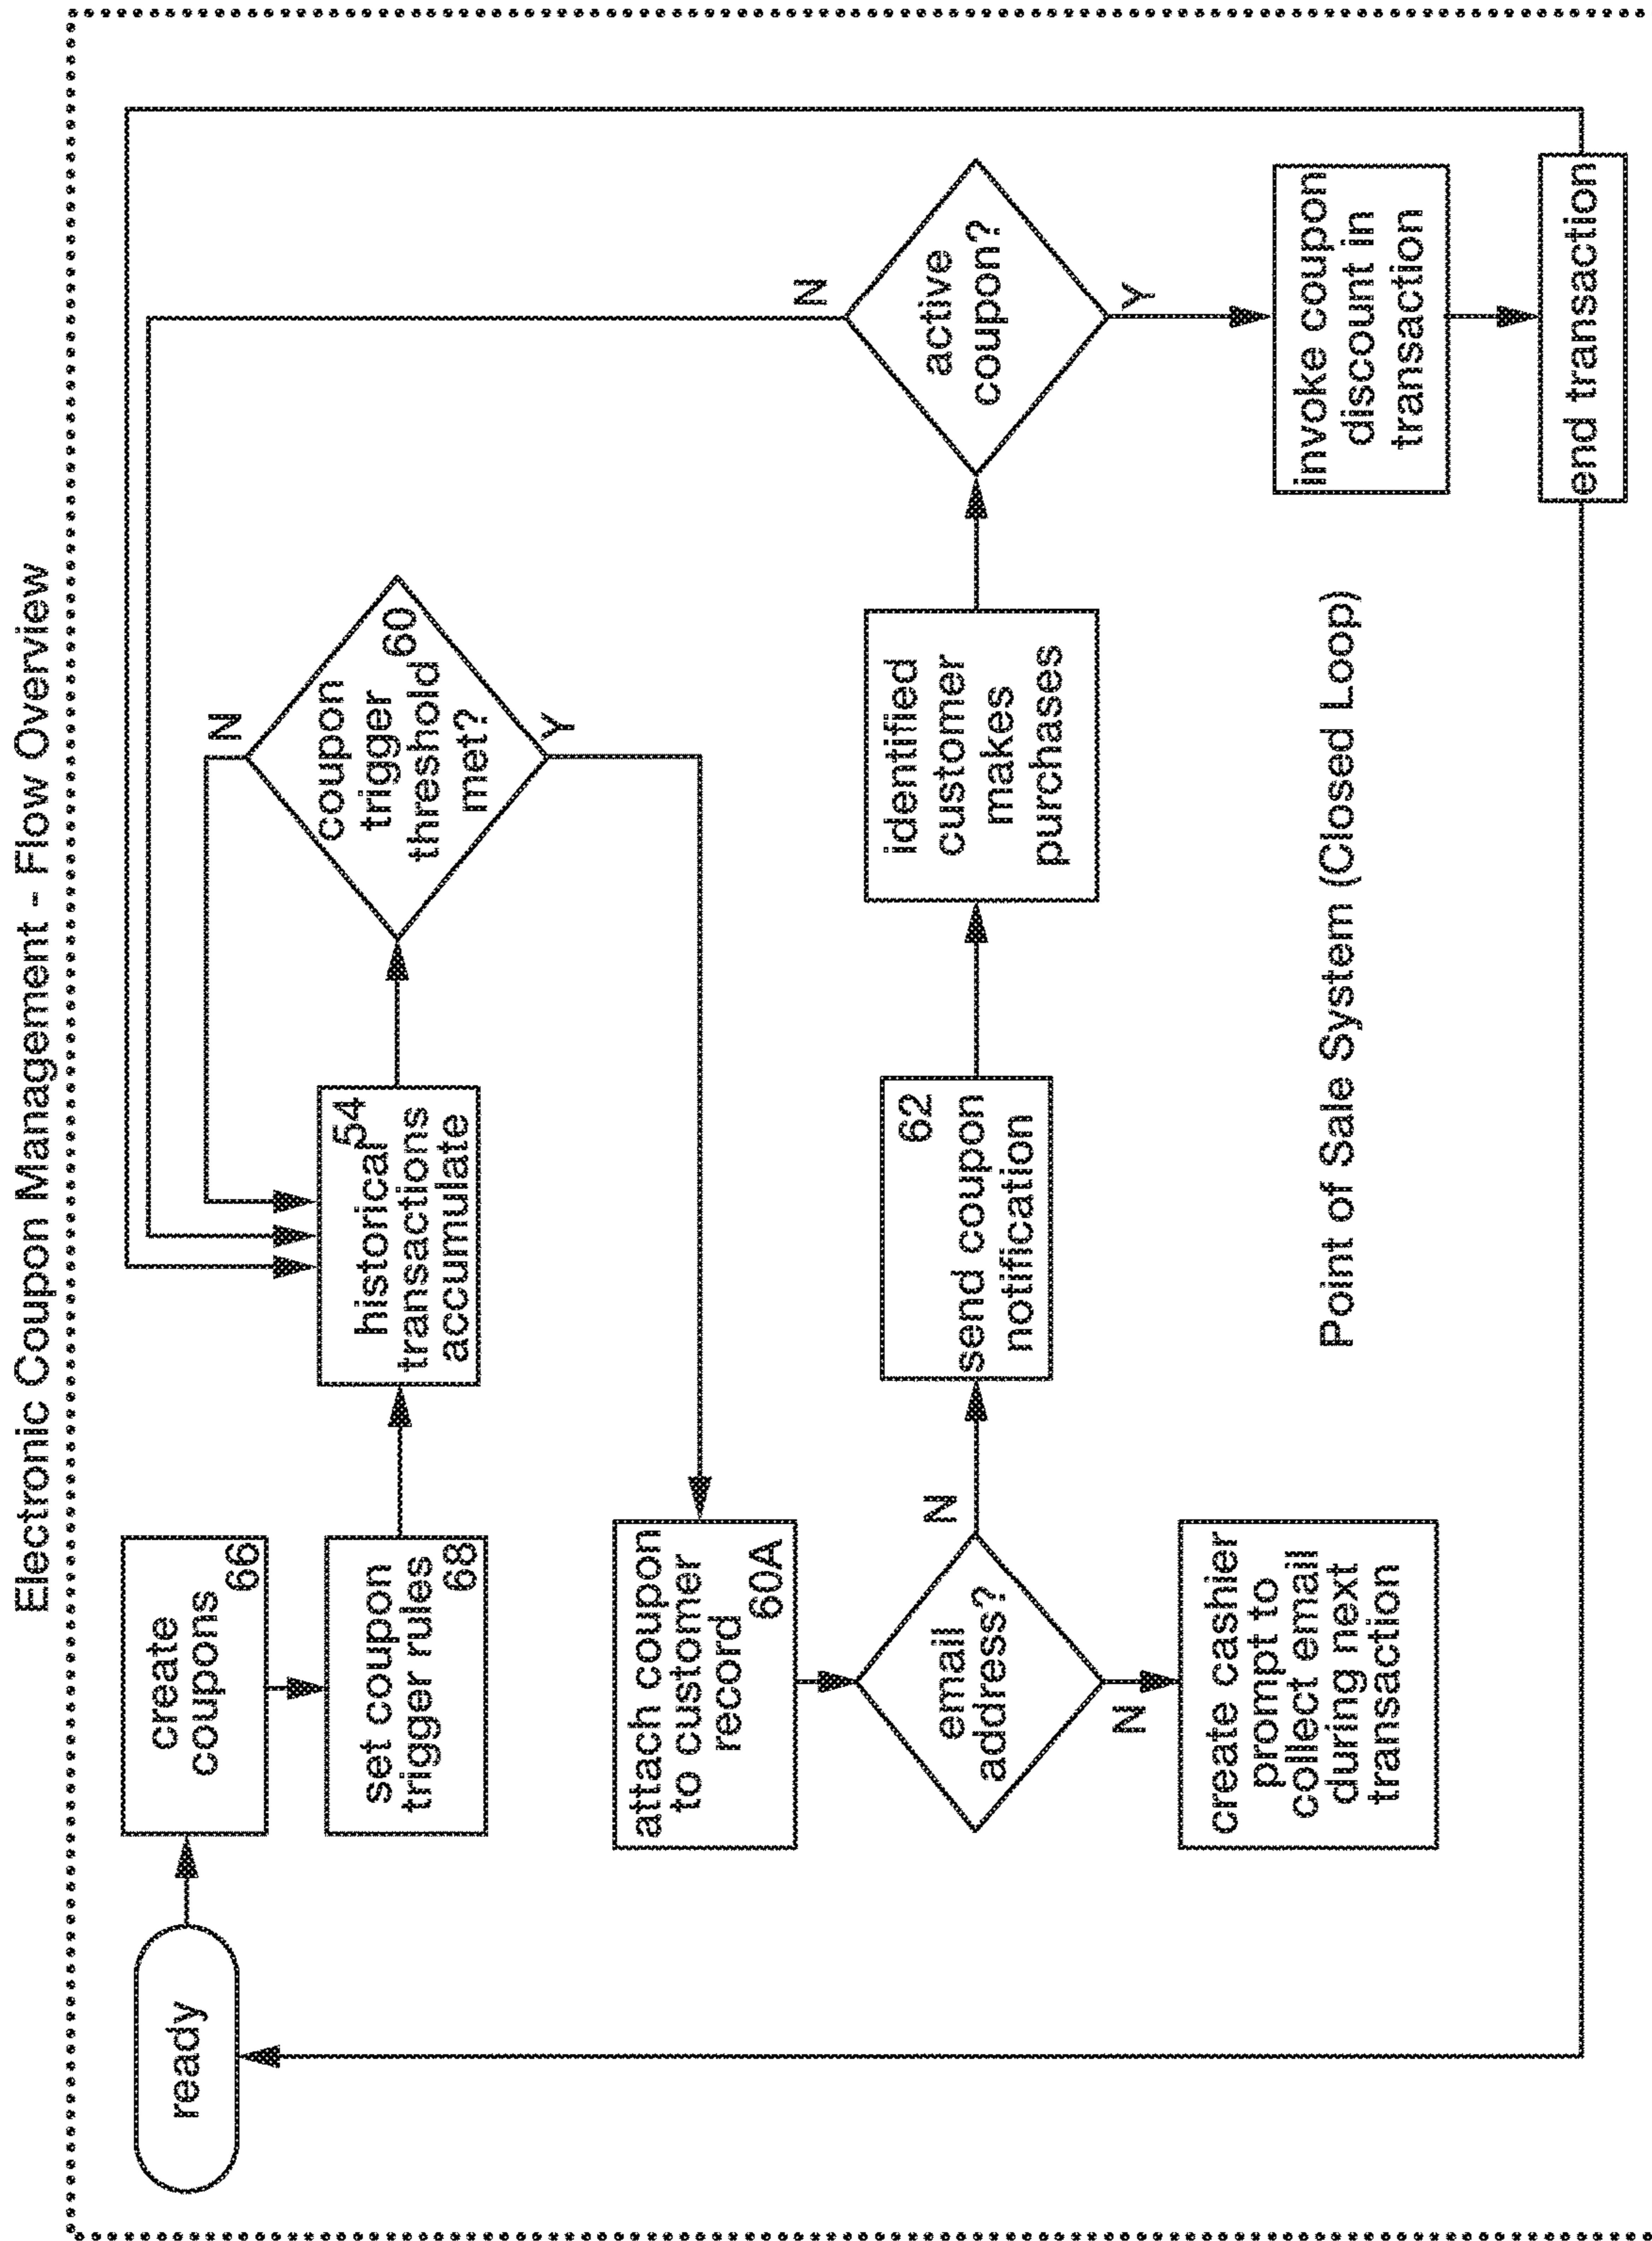 Electronic Coupon Management - Flow Overview
ready
create
coupons
66
set coupon
trigger rules
68
54
historical
transactions
accumulate
coupon
trigger
60
threshold
met?
N
Y
attach coupon
to customer
record
60A
email
address?
N
N
create cashier
prompt to
collect email
during next
transaction
62
send coupon
notification
identified
customer
makes
purchases
active
coupon?
N
Y
invoke coupon
discount in
transaction
end transaction
Point of Sale System (Closed Loop)